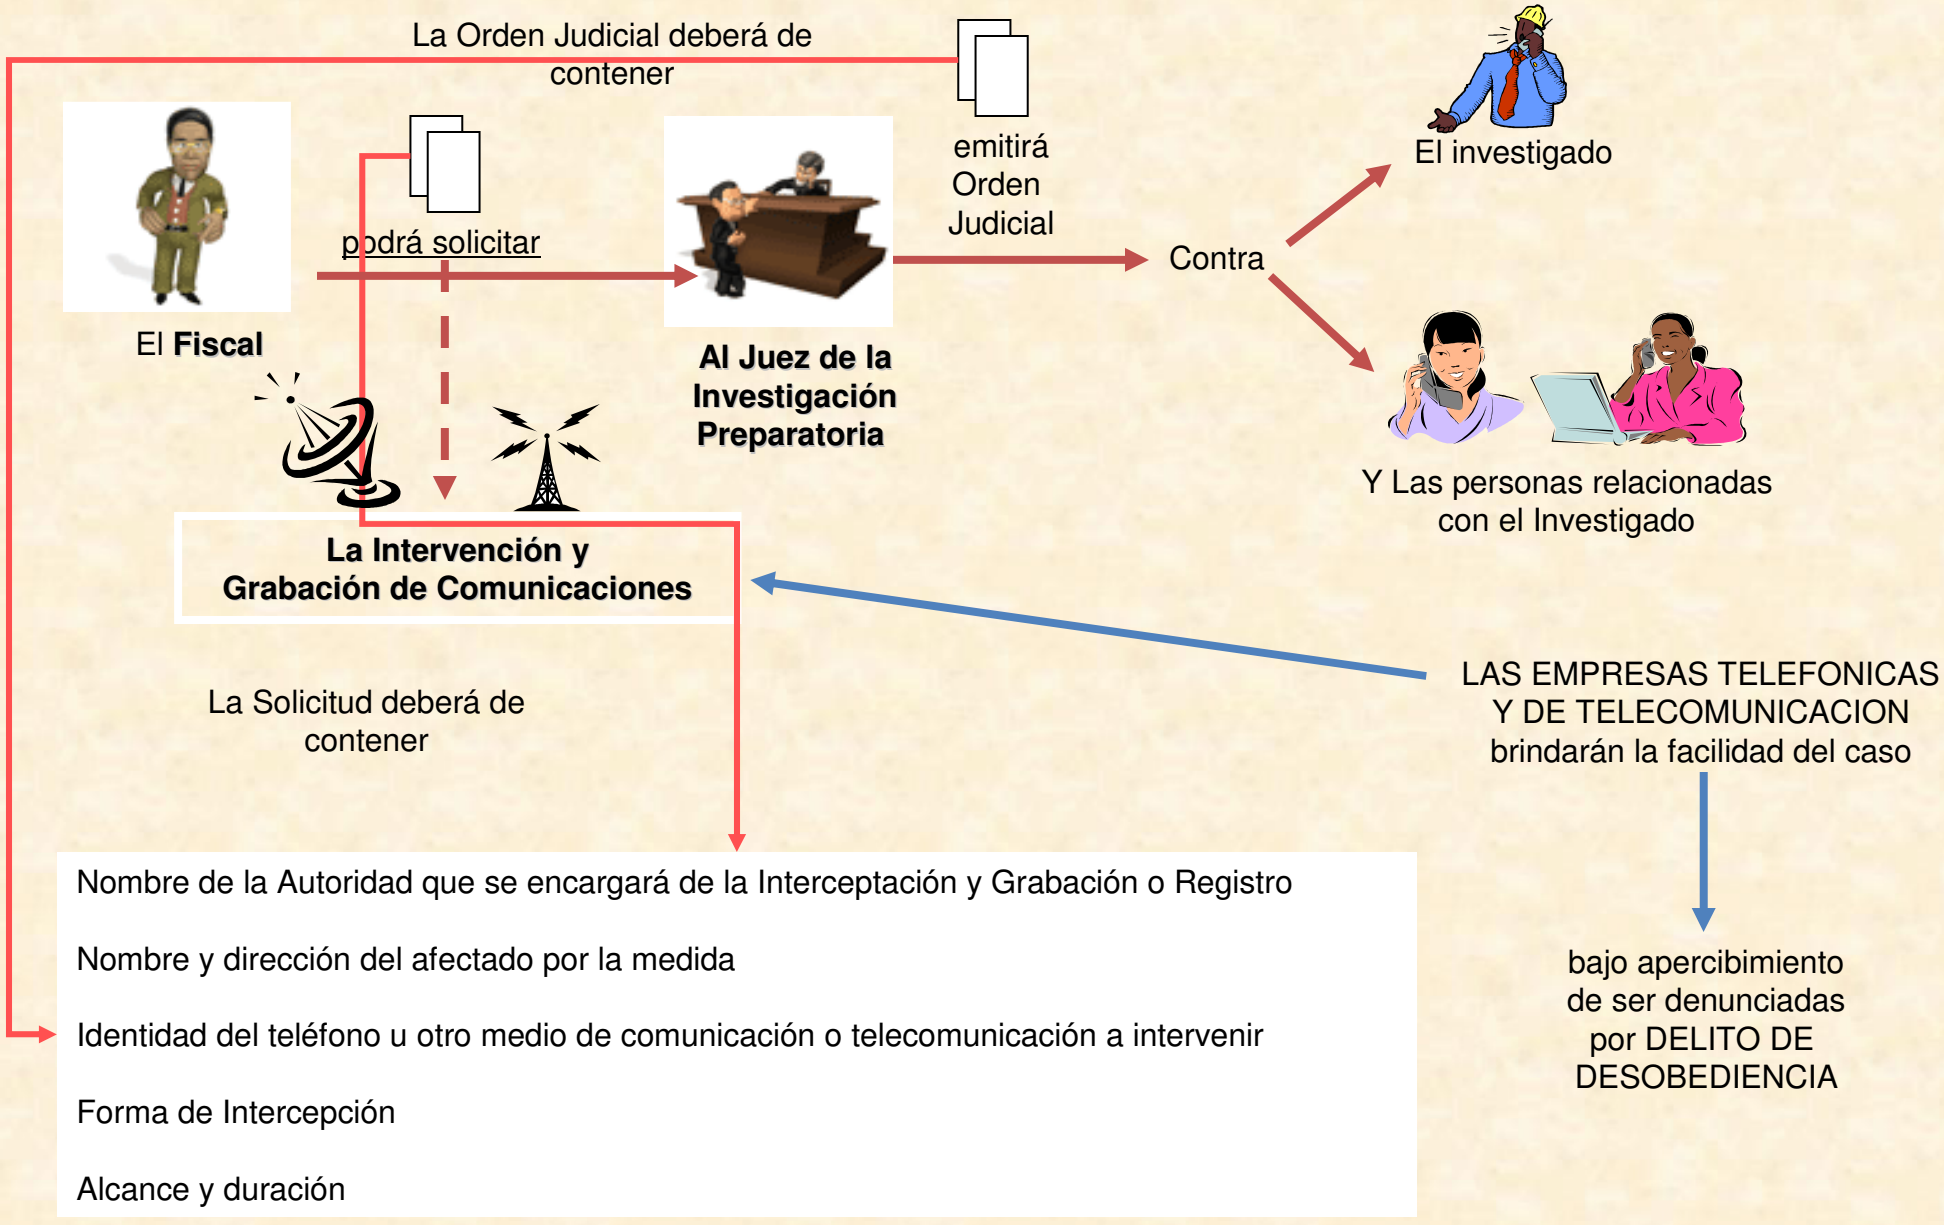 La Orden Judicial deberá de
contener
emitirá
Orden
Judicial
El investigado
podrá solicitar
Contra
El Fiscal
Al Juez de la
Investigación
Preparatoria
Y Las personas relacionadas
con el Investigado
La Intervención y
Grabación de Comunicaciones
La Solicitud deberá de
contener
LAS EMPRESAS TELEFONICAS
Y DE TELECOMUNICACION
brindarán la facilidad del caso
Nombre de la Autoridad que se encargará de la Interceptación y Grabación o Registro
Nombre y dirección del afectado por la medida
Identidad del teléfono u otro medio de comunicación o telecomunicación a intervenir
Forma de Intercepción
Alcance y duración
bajo apercibimiento
de ser denunciadas
por DELITO DE
DESOBEDIENCIA